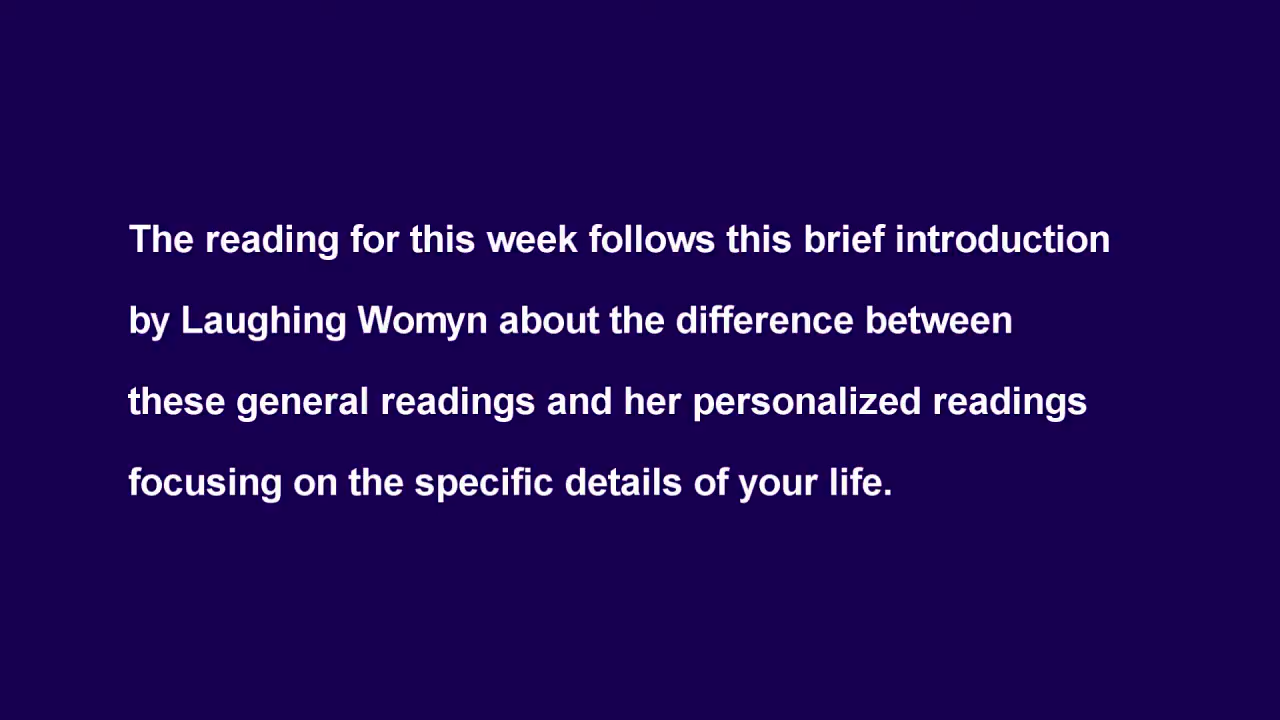 The reading for this week follows this brief introduction
by Laughing Womyn about the difference between
these general readings and her personalized readings
focusing on the specific details of your life.